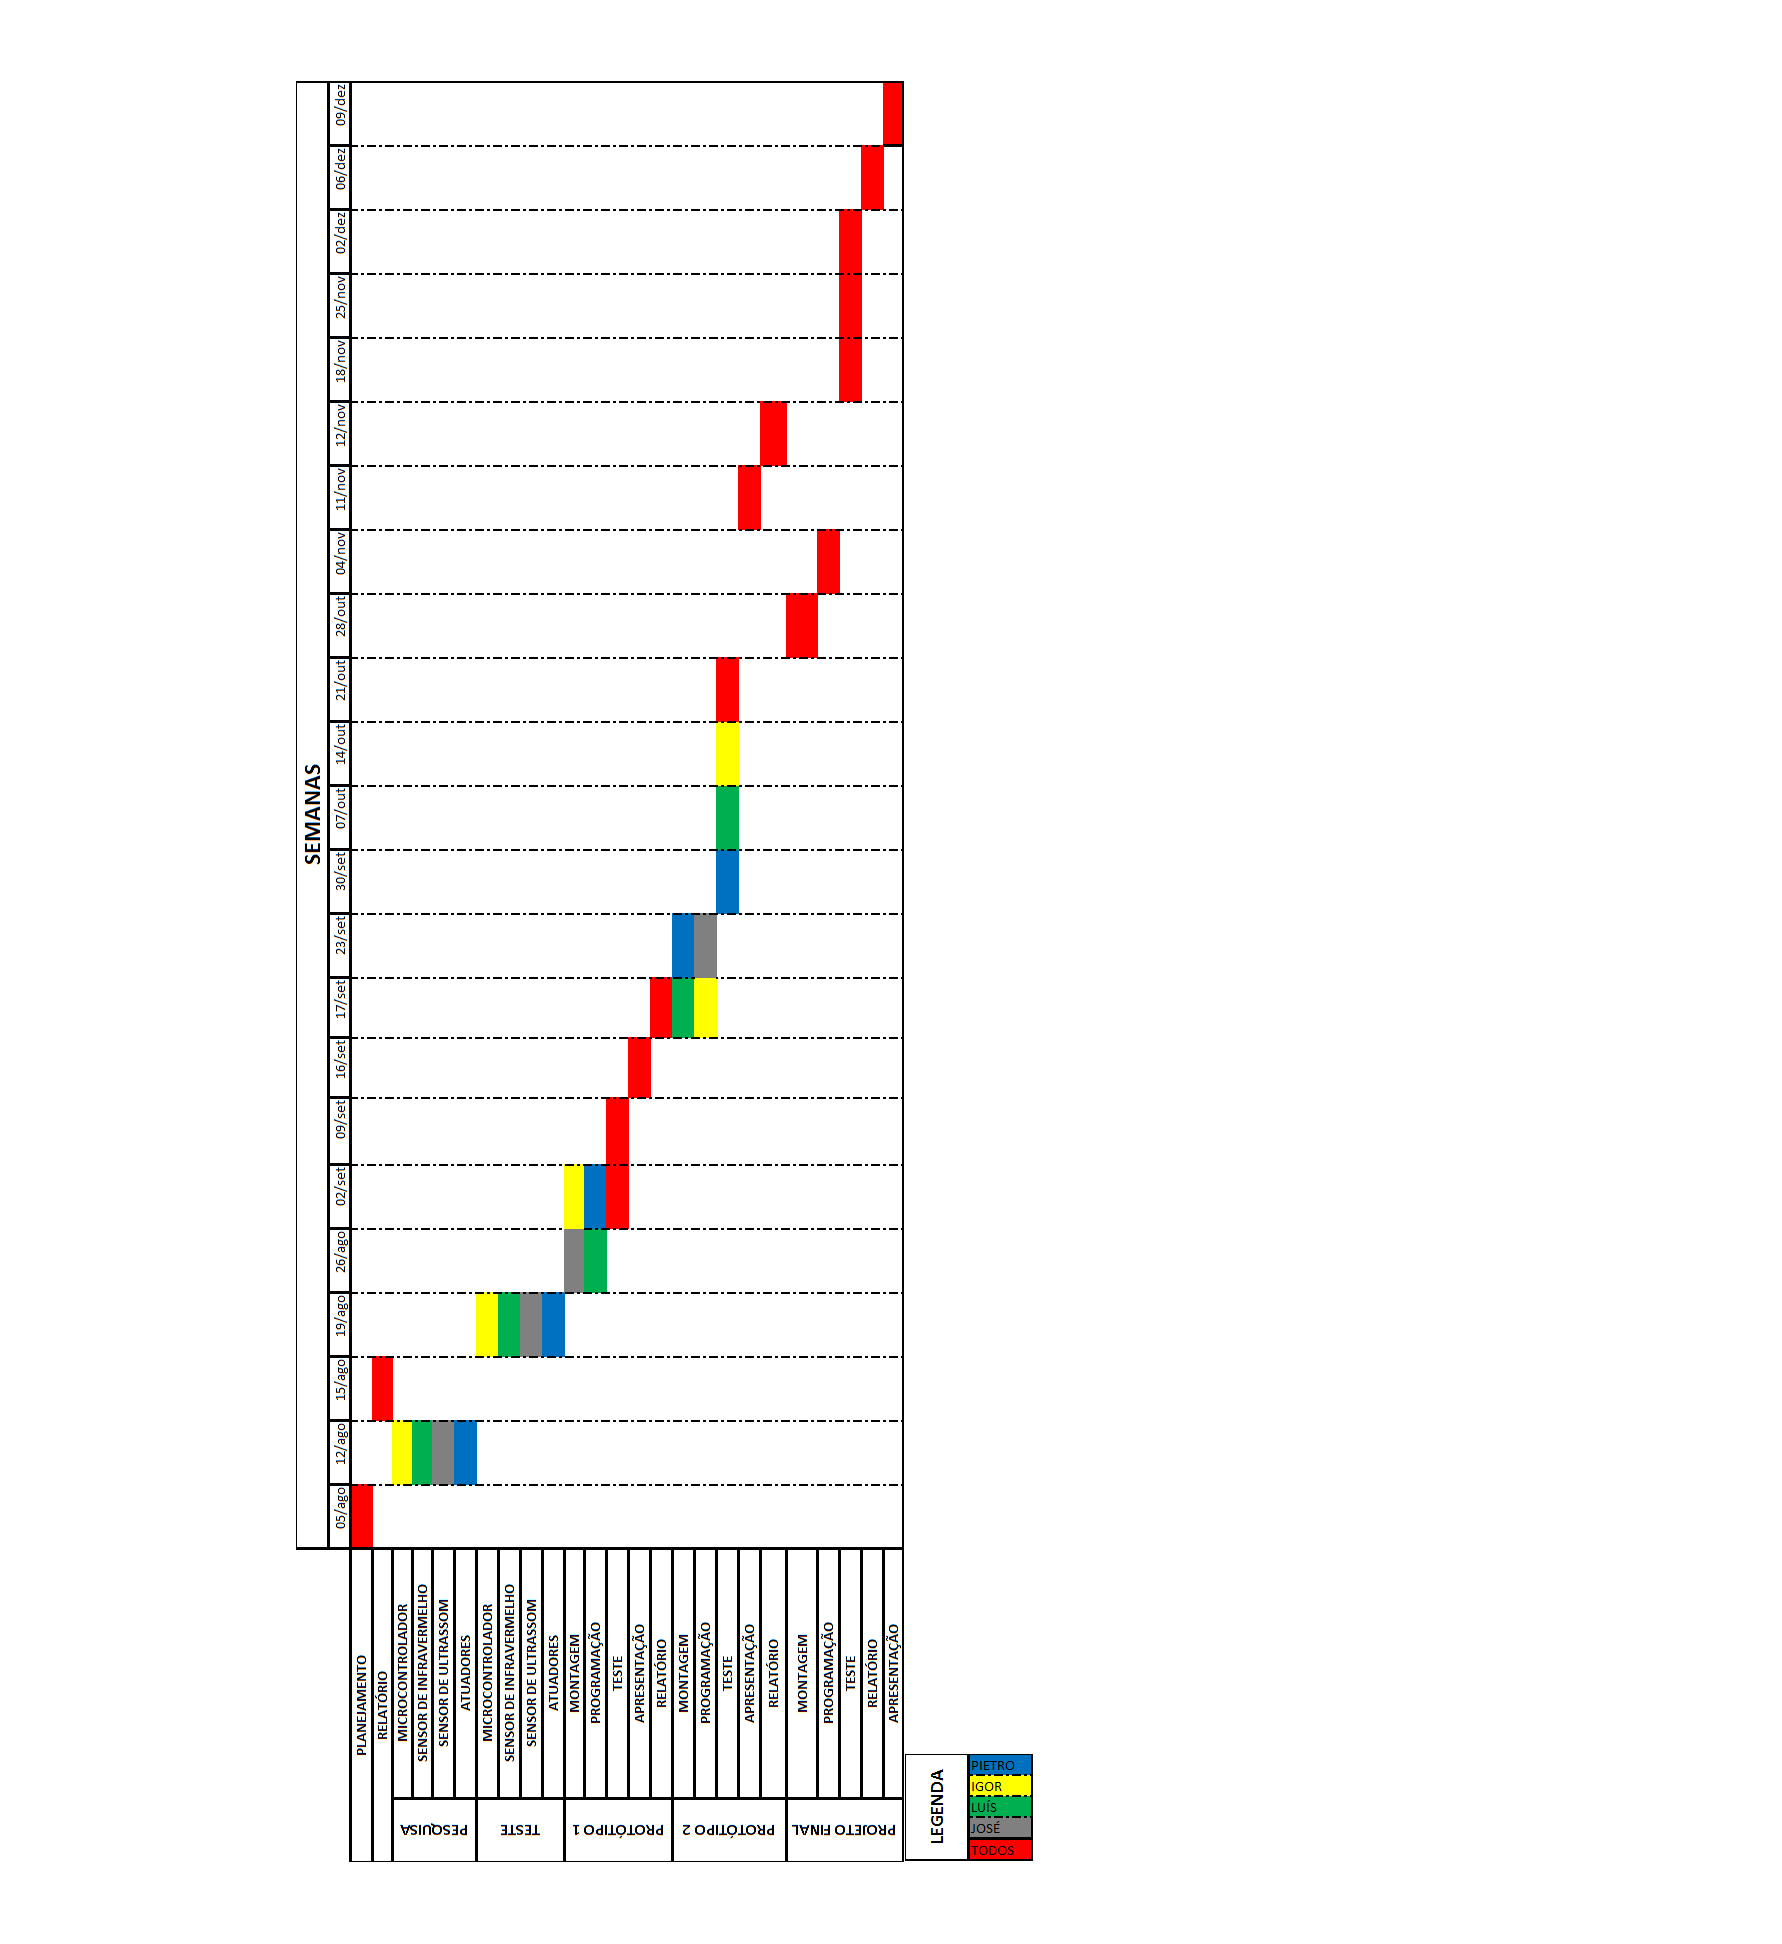 SEMANAS
05/ago
12/ago
15/ago
19/ago
26/ago
02/set
09/set
16/set
17/set
23/set
30/set
07/out
14/out
21/out
28/out
04/nov
11/nov
12/nov
18/nov
25/nov
02/dez
06/dez
09/dez
PLANEJAMENTO
RELATÓRIO
PESQUISA
MICROCONTROLADOR
SENSOR DE INFRAVERMELHO
SENSOR DE ULTRASSOM
ATUADORES
TESTE
MICROCONTROLADOR
SENSOR DE INFRAVERMELHO
SENSOR DE ULTRASSOM
ATUADORES
PROTÓTIPO 1
MONTAGEM
PROGRAMAÇÃO
TESTE
APRESENTAÇÃO
RELATÓRIO
PROTÓTIPO 2
MONTAGEM
PROGRAMAÇÃO
TESTE
APRESENTAÇÃO
RELATÓRIO
PROJETO FINAL
MONTAGEM
PROGRAMAÇÃO
TESTE
RELATÓRIO
APRESENTAÇÃO
LEGENDA
PIETRO
IGOR
LUÍS
JOSÉ
TODOS